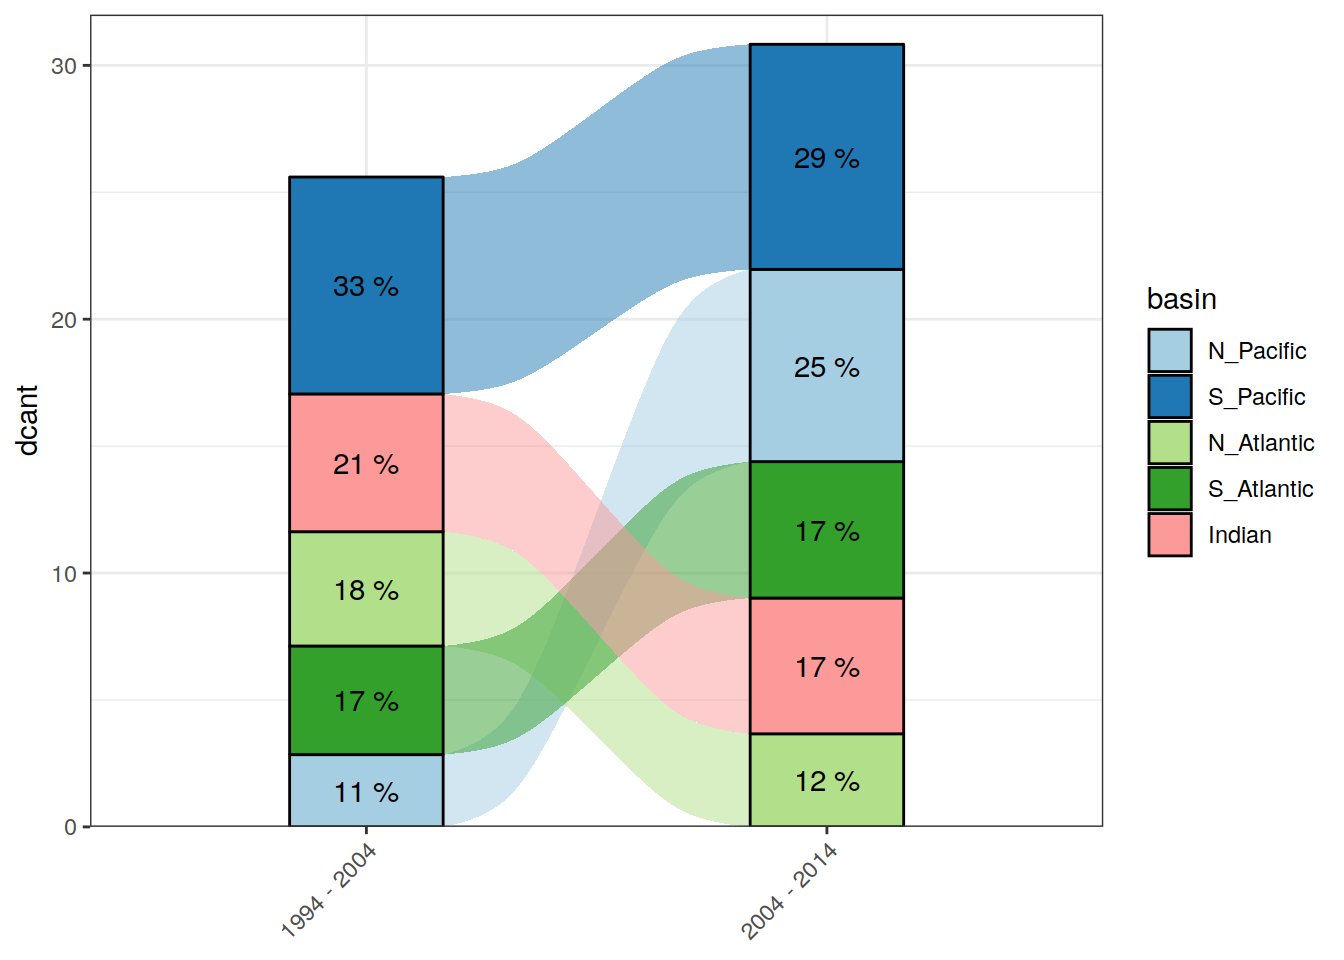 dcant
30
20
10
0
33 %
21 %
18 %
17 %
11 %
29 %
25 %
17 %
17 %
12 %
1994 - 2004
2004 - 2014
basin
N_Pacific
S_Pacific
N_Atlantic
S_Atlantic
Indian